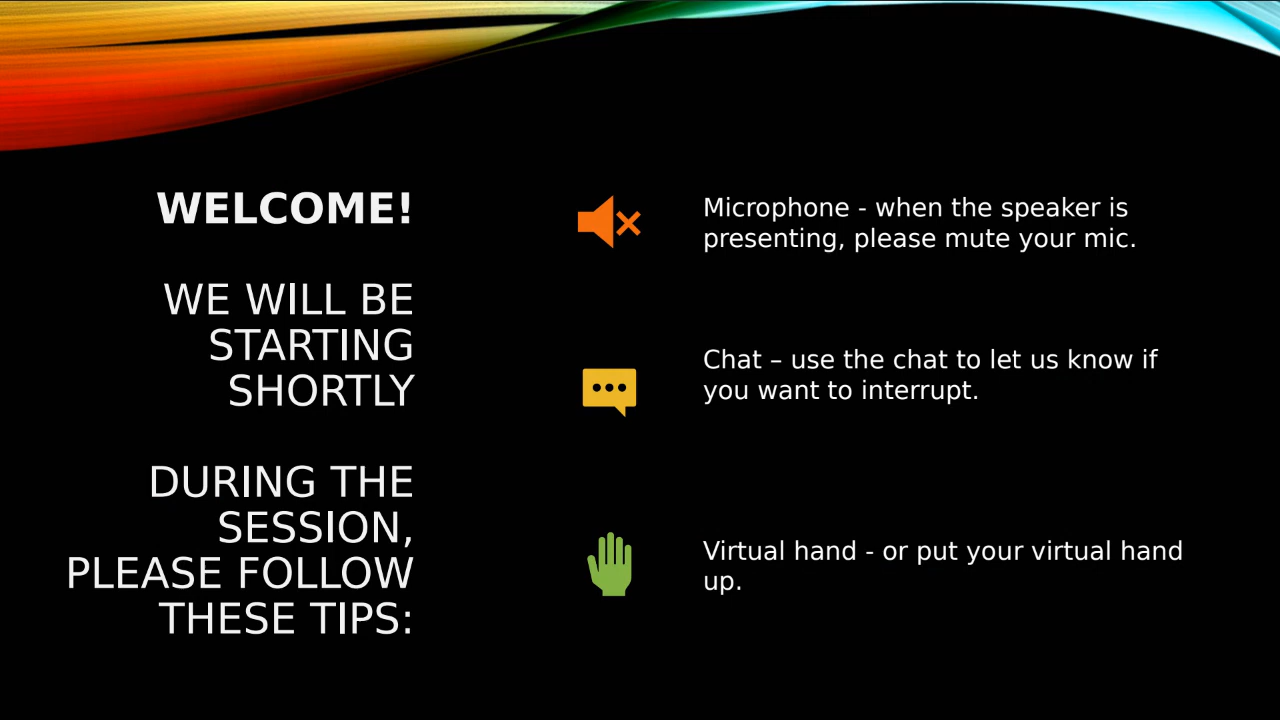 WELCOME!
WE WILL BE
STARTING
SHORTLY
DURING THE
SESSION,
PLEASE FOLLOW
THESE TIPS:
Microphone - when the speaker is
presenting, please mute your mic.
Chat – use the chat to let us know if
you want to interrupt.
Virtual hand - or put your virtual hand
up.